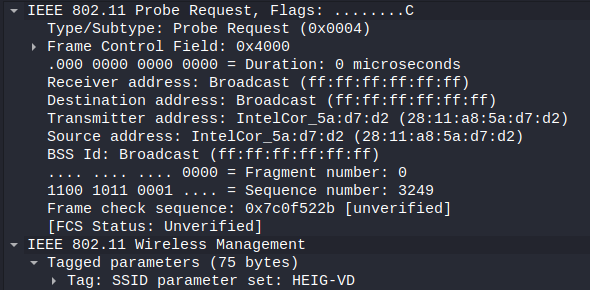 IEEE 802.11 Probe Request, Flags: ........C
Type/Subtype: Probe Request (0x0004)
Frame Control Field: 0x4000
.000 0000 0000 0000 = Duration: 0 microseconds
Receiver address: Broadcast (ff:ff:ff:ff:ff:ff)
Destination address: Broadcast (ff:ff:ff:ff:ff:ff)
Transmitter address: IntelCor_5a:d7:d2 (28:11:a8:5a:d7:d2)
Source address: IntelCor_5a:d7:d2 (28:11:a8:5a:d7:d2)
BSS Id: Broadcast (ff:ff:ff:ff:ff:ff)
.... .... .... 0000 = Fragment number: 0
1100 1011 0001 .... = Sequence number: 3249
Frame check sequence: 0x7c0f522b [unverified]
[FCS Status: Unverified]
IEEE 802.11 Wireless Management
Tagged parameters (75 bytes)
Tag: SSID parameter set: HEIG-VD